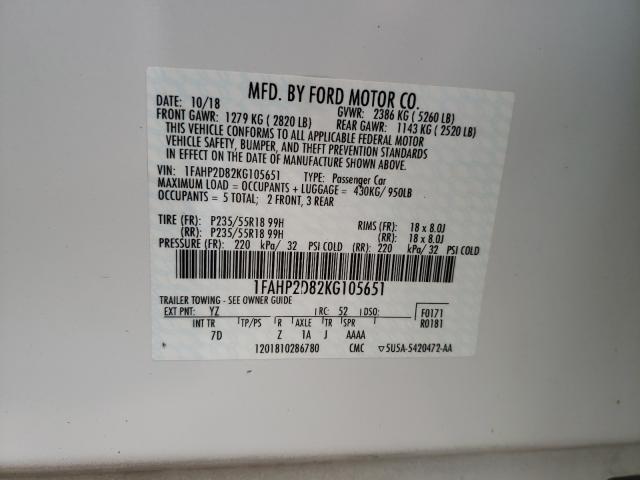 MFD. BY FORD MOTOR CO.
DATE: 10/18 GVWR: 2386 KG ( 5260 LB)
FRONT GAWR: 1279 KG ( 2820 LB) REAR GAWR: 1143 KG ( 2520 LB)
THIS VEHICLE CONFORMS TO ALL APPLICABLE FEDERAL MOTOR
VEHICLE SAFETY, BUMPER, AND THEFT PREVENTION STANDARDS
IN EFFECT ON THE DATE OF MANUFACTURE SHOWN ABOVE.
VIN: 1FAHP2D82KG105651 TYPE: Passenger Car
MAXIMUM LOAD = OCCUPANTS + LUGGAGE = 430KG/ 950LB
OCCUPANTS = 5 TOTAL; 2 FRONT, 3 REAR
TIRE (FR): P235/55R18 99H RIMS (FR): 18 x 8.0J
(RR): P235/55R18 99H (RR): 18 x 8.0J
PRESSURE (FR): 220 kPa/ 32 PSI COLD (RR): 220 kPa/ 32 PSI COLD
1FAHP2D82KG105651
TRAILER TOWING - SEE OWNER GUIDE
EXT PNT: YZ RC: 52 DSO: F0171
INT TR TP/PS R AXLE TR SPR R0181
7D Z 1A J AAAA
1201810286780 CMC ▽5U5A-5420472-AA